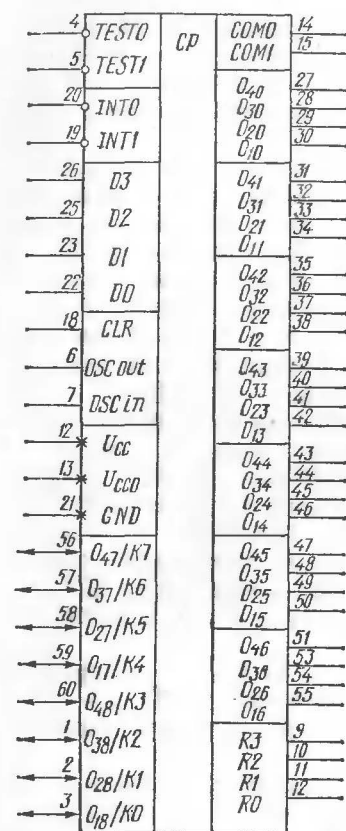 4 TEST0 CP COM0 14
5 TEST1 COM1 15
20 INT0 O40 27
19 INT1 O30 28
O20 29
O10 30
26 D3 O41 31
25 D2 O31 32
23 D1 O21 33
22 D0 O11 34
18 CLR O42 35
6 OSC out O32 36
7 OSC in O22 37
O12 38
12 UCC O43 39
13 UCC0 O33 40
21 GND O23 41
O13 42
56 O47/K7 O44 43
57 O37/K6 O34 44
58 O27/K5 O24 45
59 O17/K4 O14 46
60 O48/K3 O45 47
1 O38/K2 O35 48
2 O28/K1 O25 49
3 O18/K0 O15 50
O46 51
O36 53
O26 54
O16 55
R3 9
R2 10
R1 11
R0 12